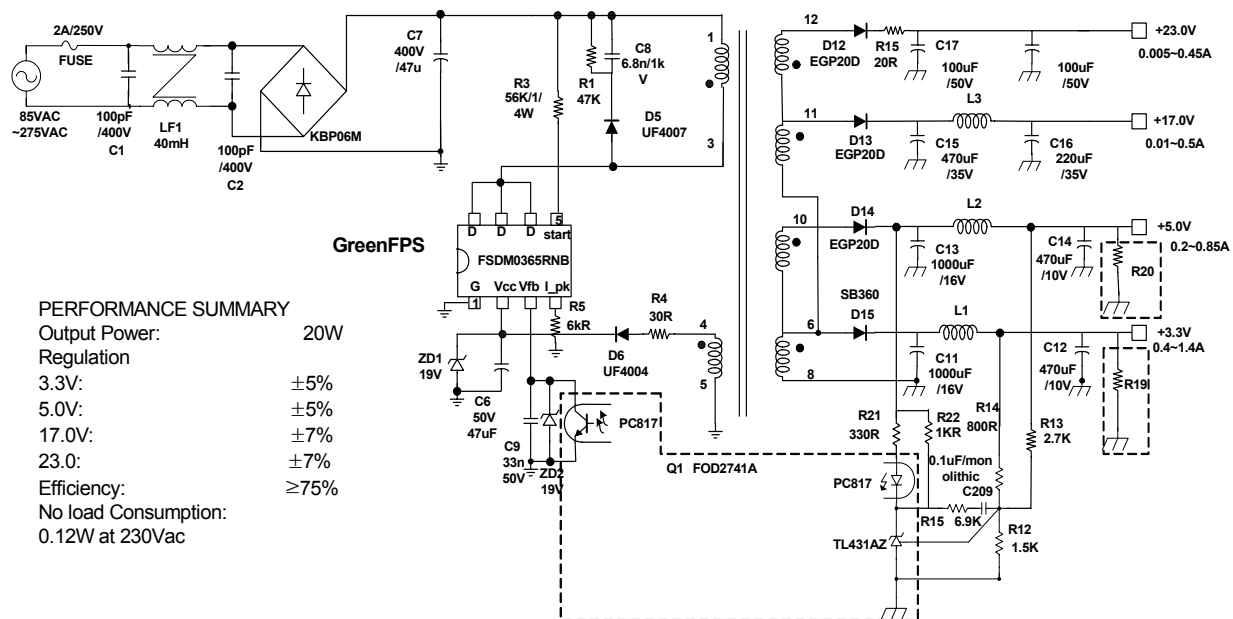 2A/250V
FUSE
85VAC
~275VAC
100pF
/400V
C1
LF1
40mH
100pF
/400V
C2
KBP06M
C7
400V
/47u
R3
56K/1/
4W
R1
47K
C8
6.8n/1k
V
D5
UF4007
1
3
12
D12
EGP20D
R15
20R
C17
100uF
/50V
100uF
/50V
+23.0V
0.005~0.45A
11
D13
EGP20D
C15
470uF
/35V
L3
C16
220uF
/35V
+17.0V
0.01~0.5A
10
D14
EGP20D
C13
1000uF
/16V
L2
C14
470uF
/10V
R20
+5.0V
0.2~0.85A
6
8
SB360
D15
C11
1000uF
/16V
L1
C12
470uF
/10V
R19
+3.3V
0.4~1.4A
GreenFPS
D D D 5
start
FSDM0365RNB
G Vcc Vfb I_pk
1
R5
6kR
ZD1
19V
C6
50V
47uF
D6
UF4004
R4
30R
4
5
C9
33n
50V
ZD2
19V
PC817
Q1 FOD2741A
R21
330R
R22
1KR
R14
800R
R13
2.7K
0.1uF/mon
olithic
C209
PC817
R15 6.9K
TL431AZ
R12
1.5K
PERFORMANCE SUMMARY
Output Power: 20W
Regulation
3.3V: ±5%
5.0V: ±5%
17.0V: ±7%
23.0: ±7%
Efficiency: ≥75%
No load Consumption:
0.12W at 230Vac